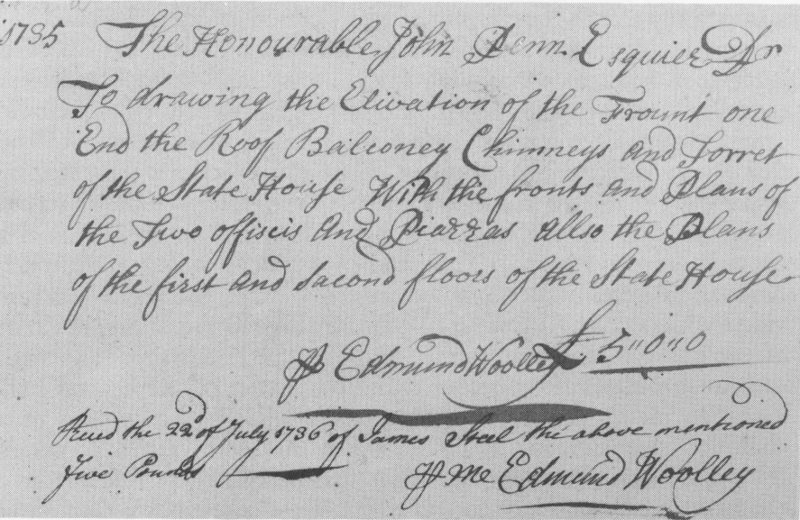 1735 The Honourable John Penn Esquier Dr
To drawing the Elivation of the Frount one
End the Roof Balconey Chimneys And Torret
of the State House With the fronts And Plans of
the Two offiscis And Piazzas allso the Plans
of the first and Sacond floors of the State House
£ 5"0"0
⅌ Edmund Woolley
Recd the 22d of July 1736 of James Steel the above mentioned
five Pounds ⅌ me Edmund Woolley